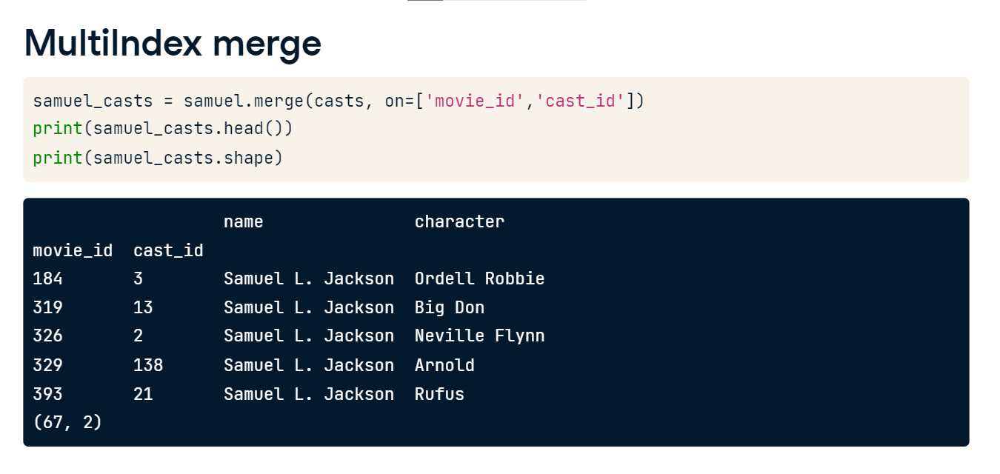 MultiIndex merge
samuel_casts = samuel.merge(casts, on=['movie_id','cast_id'])
print(samuel_casts.head())
print(samuel_casts.shape)
name character
movie_id cast_id
184 3 Samuel L. Jackson Ordell Robbie
319 13 Samuel L. Jackson Big Don
326 2 Samuel L. Jackson Neville Flynn
329 138 Samuel L. Jackson Arnold
393 21 Samuel L. Jackson Rufus
(67, 2)